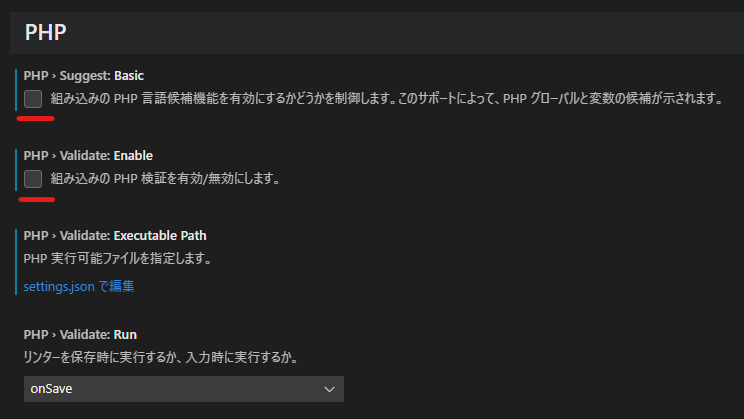 PHP
PHP › Suggest: Basic
組み込みの PHP 言語候補機能を有効にするかどうかを制御します。このサポートによって、PHP グローバルと変数の候補が示されます。
PHP › Validate: Enable
組み込みの PHP 検証を有効/無効にします。
PHP › Validate: Executable Path
PHP 実行可能ファイルを指定します。
settings.json で編集
PHP › Validate: Run
リンターを保存時に実行するか、入力時に実行するか。
onSave